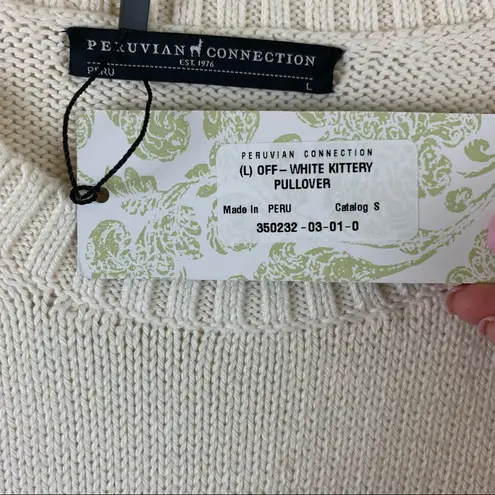 PERUVIAN CONNECTION
EST. 1976
PERU L
PERUVIAN CONNECTION
(L) OFF-WHITE KITTERY
PULLOVER
Made In PERU Catalog S
350232-03-01-0